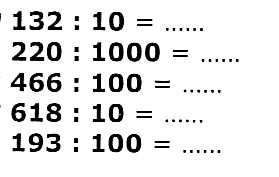 132 : 10 = ......
220 : 1000 = ......
466 : 100 = ......
618 : 10 = ......
193 : 100 = ......